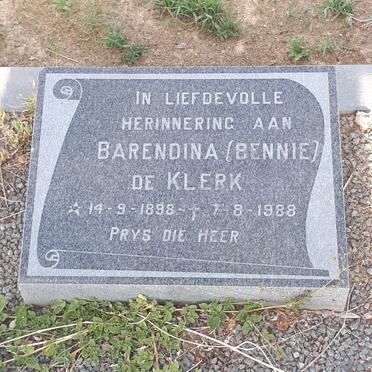 IN LIEFDEVOLLE
HERINNERING AAN
BARENDINA (BENNIE)
DE KLERK
☆ 14-9-1898 - ✝ 7-8-1988
PRYS DIE HEER